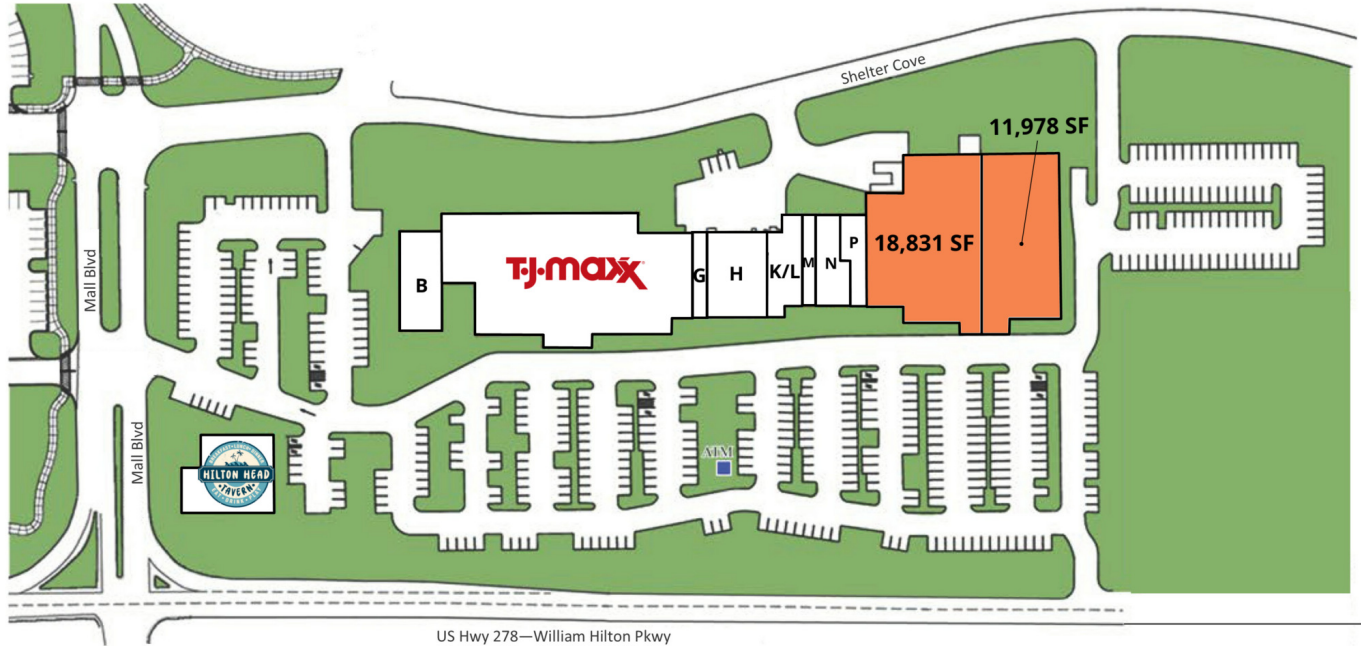 Shelter Cove
11,978 SF
18,831 SF
Mall Blvd
B
T·J·maxx
G
H
K/L
M
N
P
Mall Blvd
HILTON HEAD
·TAVERN·
ATM
US Hwy 278—William Hilton Pkwy